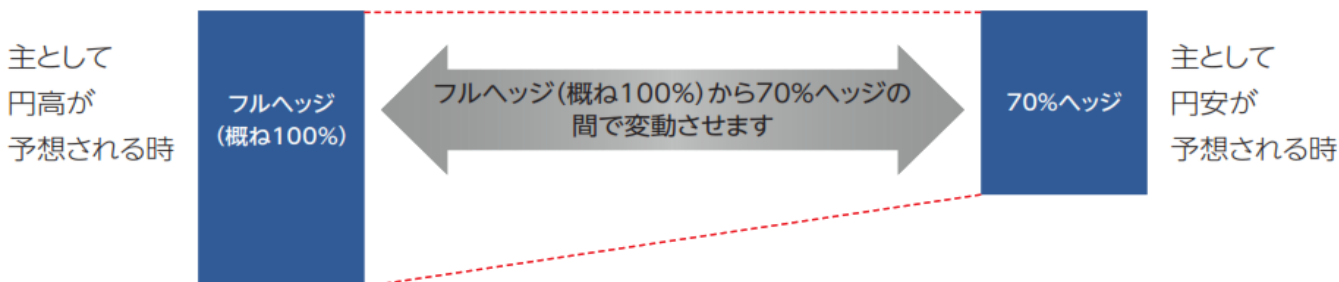 主として
円高が
予想される時
フルヘッジ
(概ね100%)
フルヘッジ(概ね100%)から70%ヘッジの
間で変動させます
70%ヘッジ
主として
円安が
予想される時